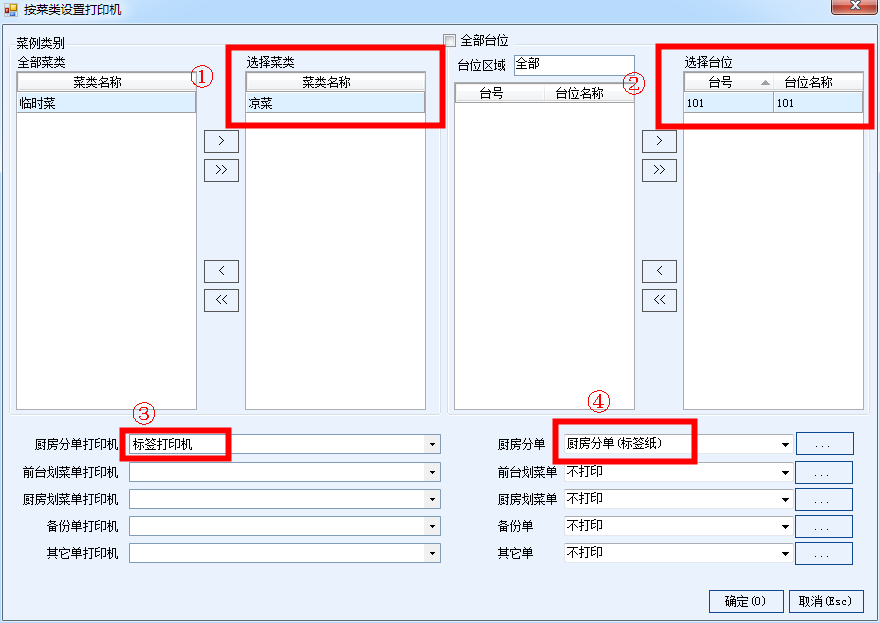 按菜类设置打印机
菜例类别
全部台位
全部菜类
①
选择菜类
台位区域
全部
②
选择台位
菜类名称
菜类名称
台号
台位名称
台号
台位名称
临时菜
凉菜
101
101
>
>
>>
>>
<
<
<<
<<
③
④
厨房分单打印机
标签打印机
厨房分单
厨房分单(标签纸)
...
前台划菜单打印机
前台划菜单
不打印
...
厨房划菜单打印机
厨房划菜单
不打印
...
备份单打印机
备份单
不打印
...
其它单打印机
其它单
不打印
...
确定(O)
取消(Esc)